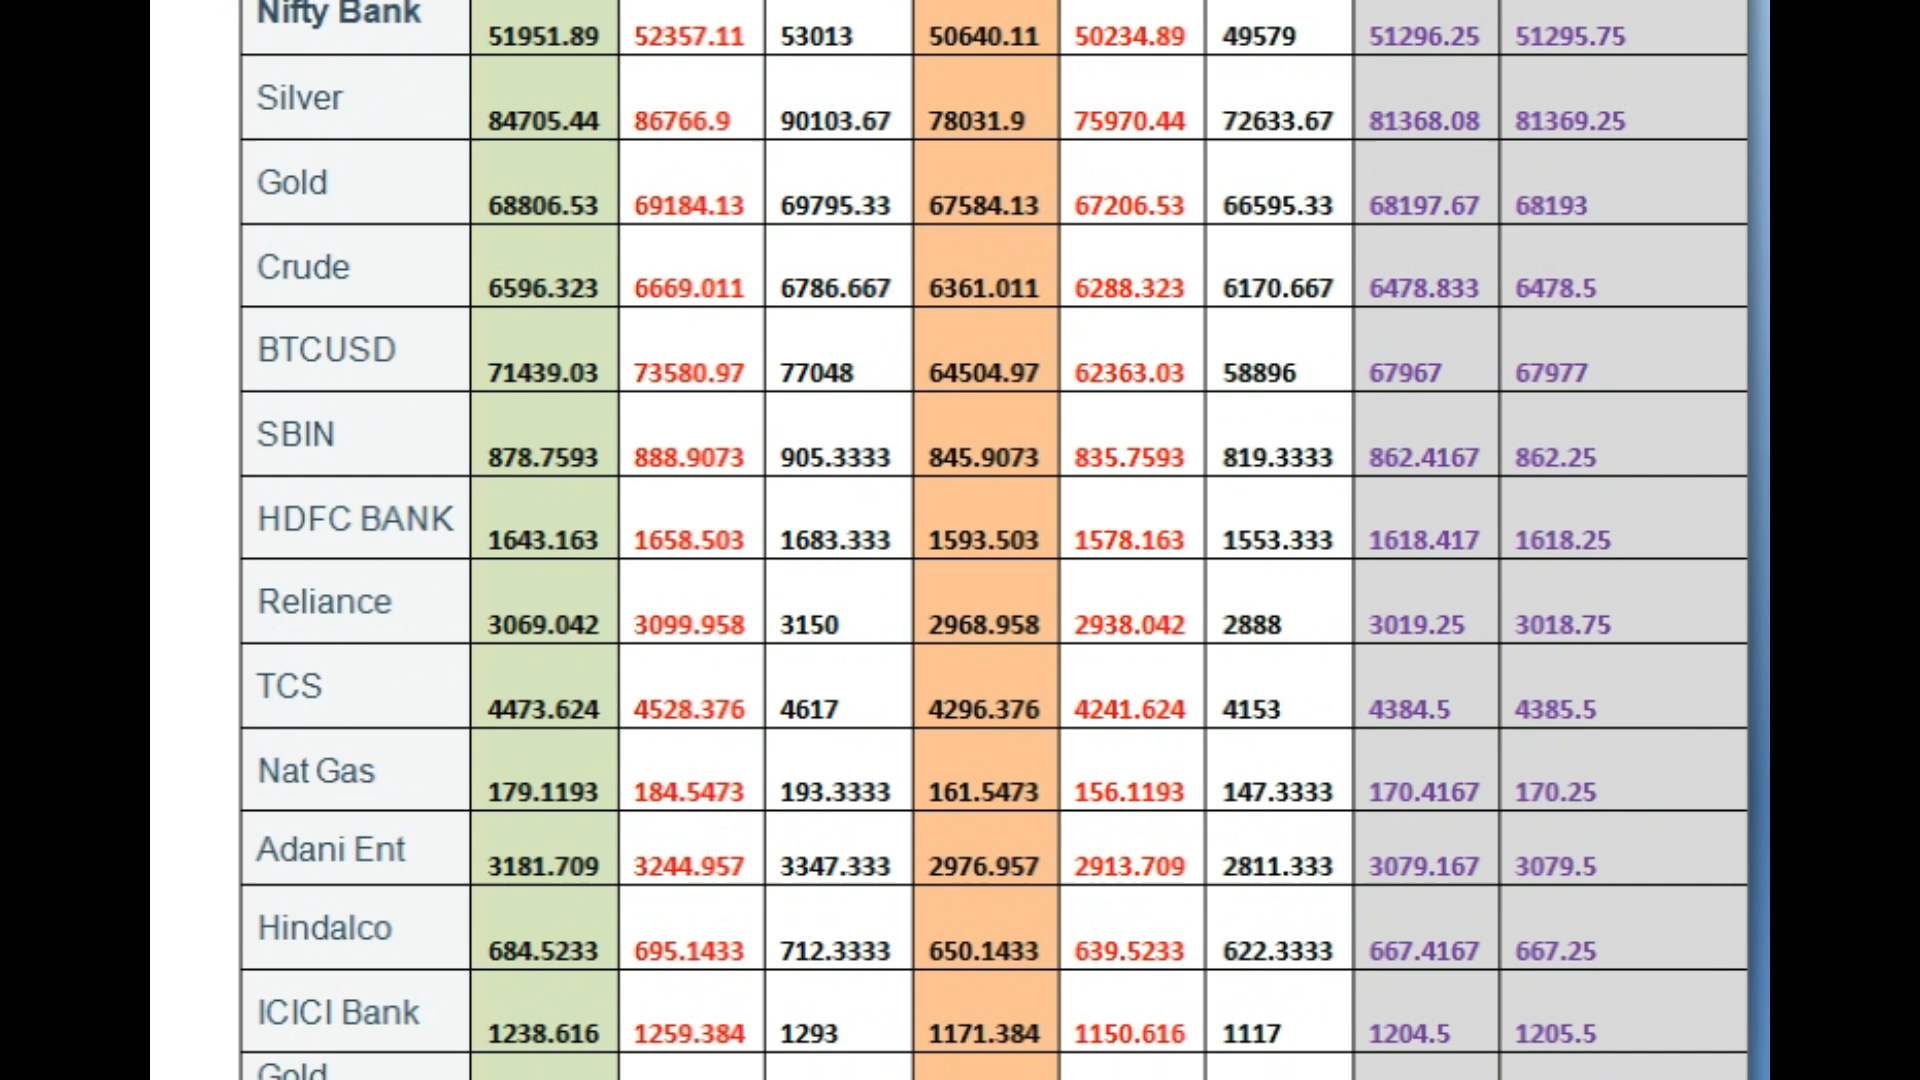 Nifty Bank 51951.89 52357.11 53013 50640.11 50234.89 49579 51296.25 51295.75
Silver 84705.44 86766.9 90103.67 78031.9 75970.44 72633.67 81368.08 81369.25
Gold 68806.53 69184.13 69795.33 67584.13 67206.53 66595.33 68197.67 68193
Crude 6596.323 6669.011 6786.667 6361.011 6288.323 6170.667 6478.833 6478.5
BTCUSD 71439.03 73580.97 77048 64504.97 62363.03 58896 67967 67977
SBIN 878.7593 888.9073 905.3333 845.9073 835.7593 819.3333 862.4167 862.25
HDFC BANK 1643.163 1658.503 1683.333 1593.503 1578.163 1553.333 1618.417 1618.25
Reliance 3069.042 3099.958 3150 2968.958 2938.042 2888 3019.25 3018.75
TCS 4473.624 4528.376 4617 4296.376 4241.624 4153 4384.5 4385.5
Nat Gas 179.1193 184.5473 193.3333 161.5473 156.1193 147.3333 170.4167 170.25
Adani Ent 3181.709 3244.957 3347.333 2976.957 2913.709 2811.333 3079.167 3079.5
Hindalco 684.5233 695.1433 712.3333 650.1433 639.5233 622.3333 667.4167 667.25
ICICI Bank 1238.616 1259.384 1293 1171.384 1150.616 1117 1204.5 1205.5
Gold